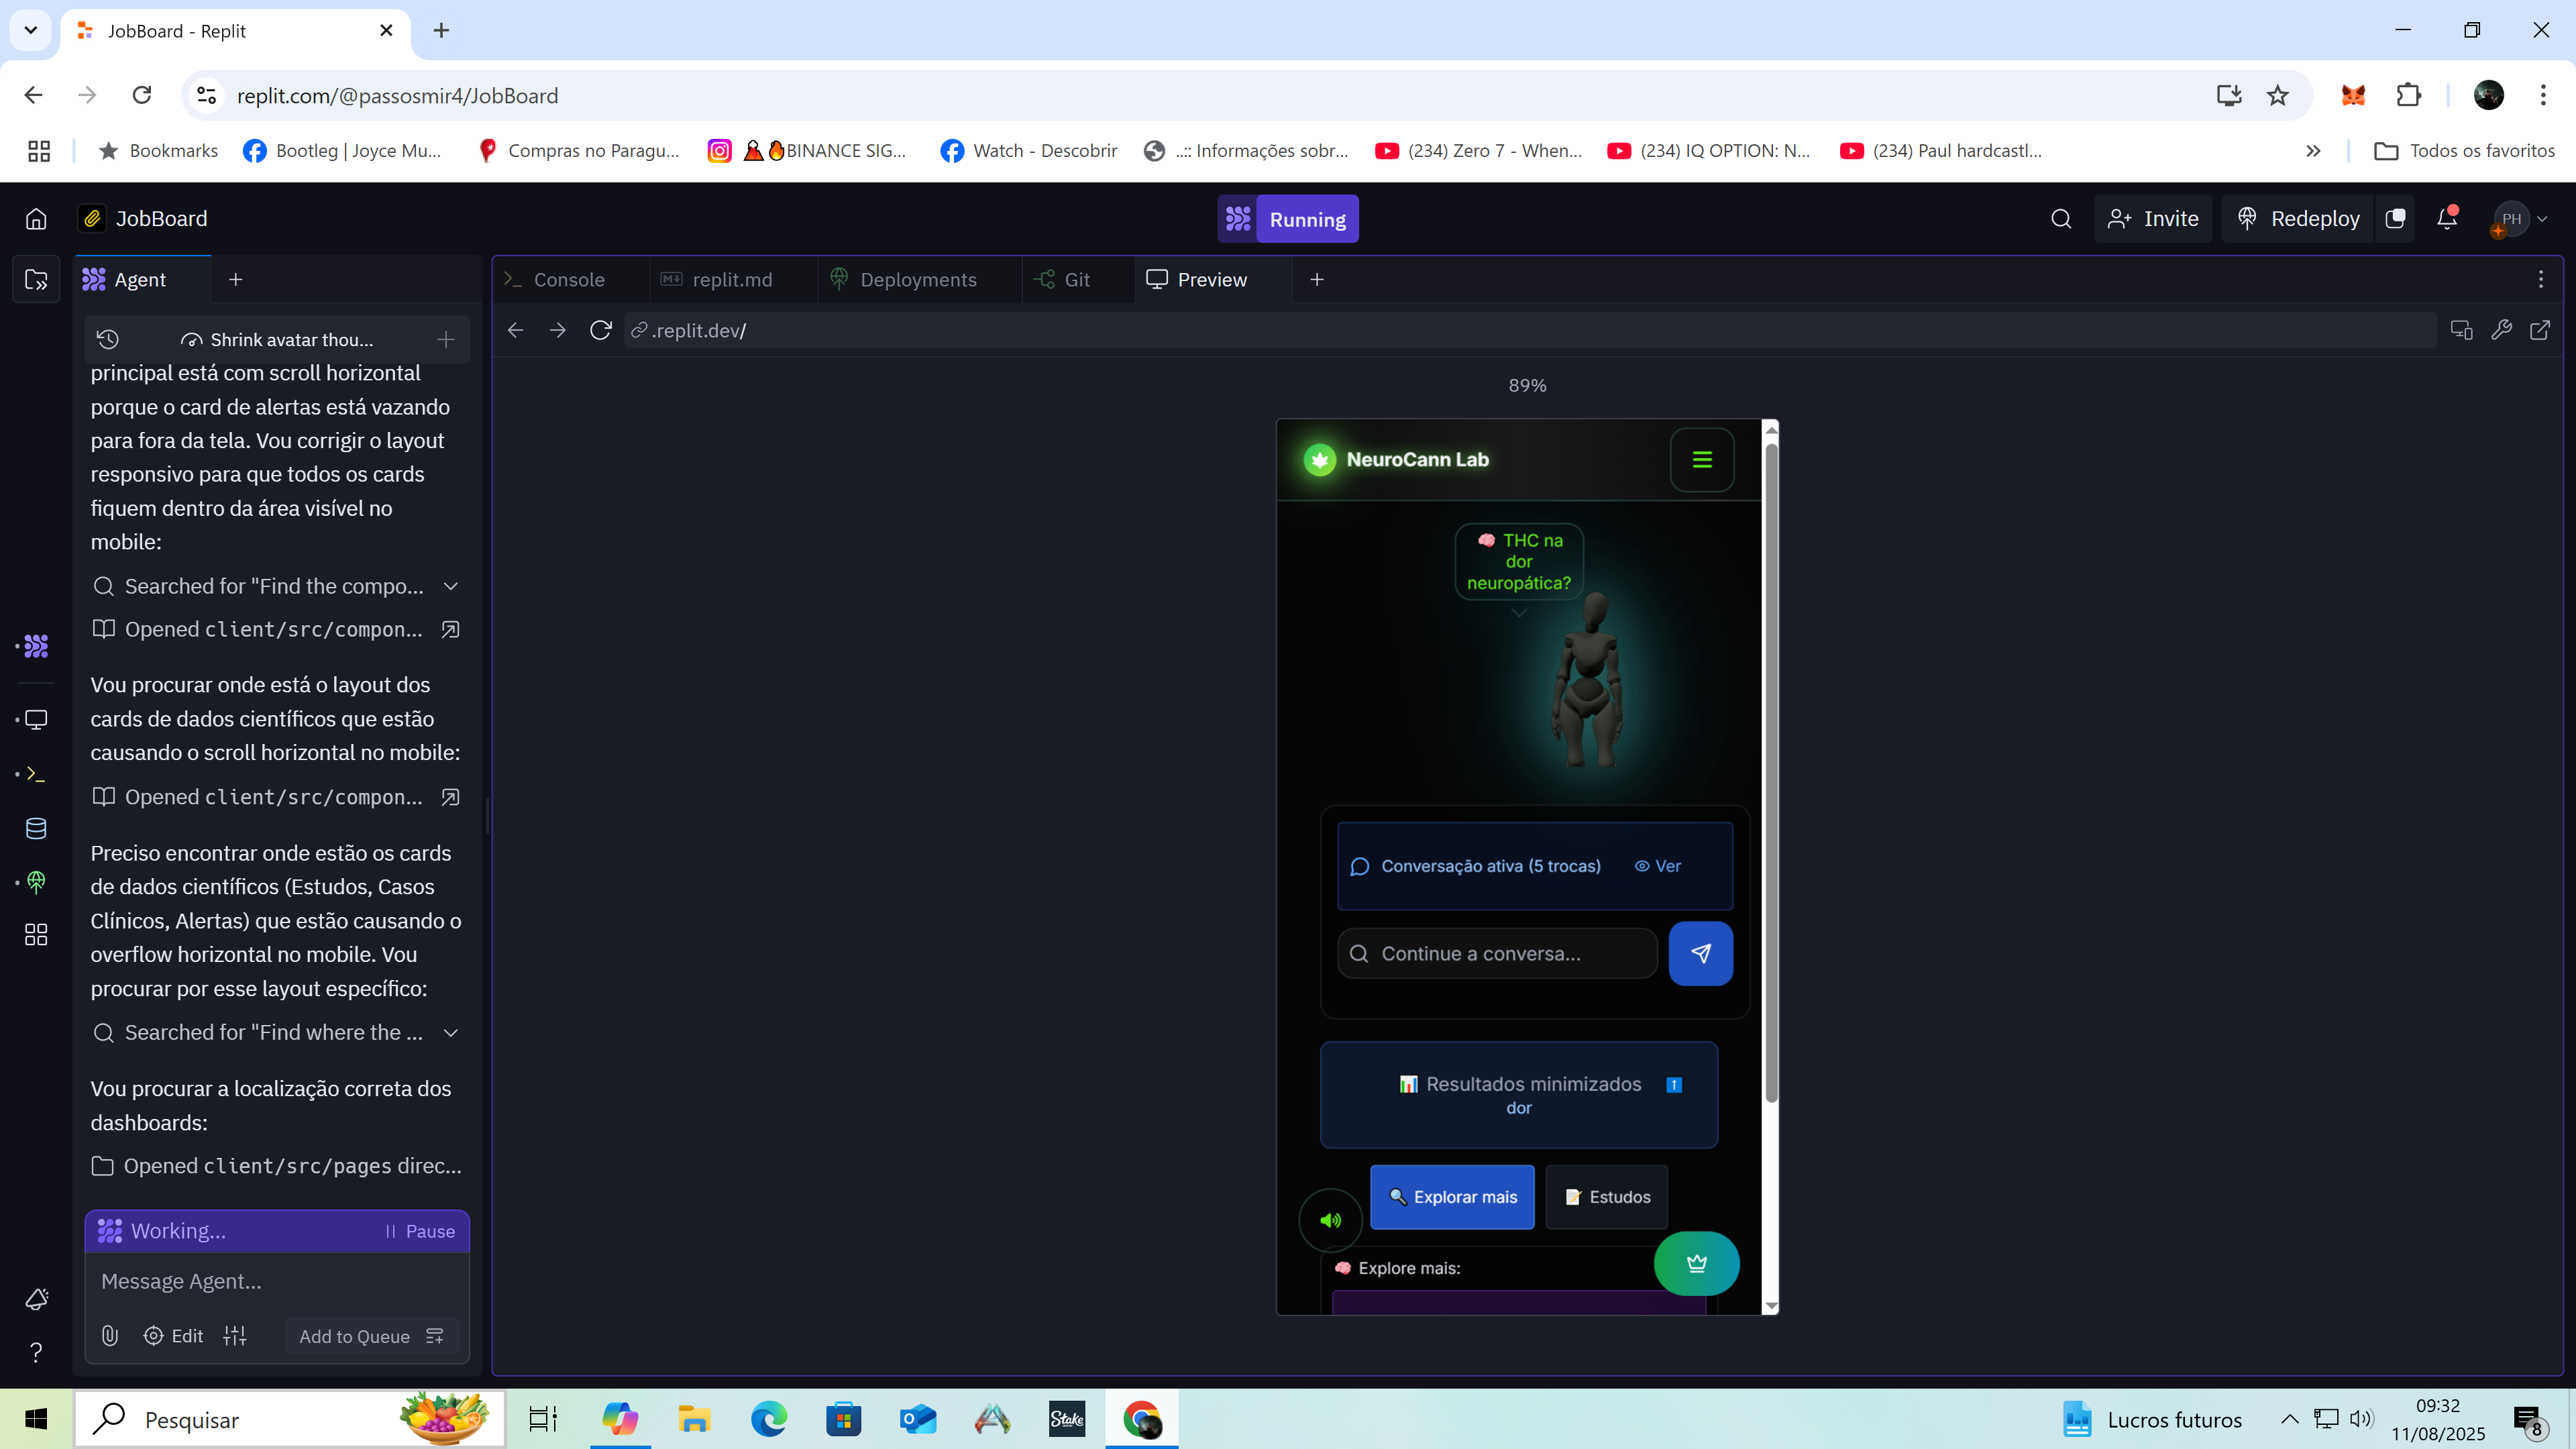 JobBoard - Replit
replit.com/@passosmir4/JobBoard
Bookmarks
Bootleg | Joyce Mu...
Compras no Paragu...
BINANCE SIG...
Watch - Descobrir
..:: Informações sobr...
(234) Zero 7 - When...
(234) IQ OPTION: N...
(234) Paul hardcastl...
Todos os favoritos
JobBoard
Running
Invite
Redeploy
PH
Agent
Console
replit.md
Deployments
Git
Preview
Shrink avatar thou...
.replit.dev/
89%
principal está com scroll horizontal
porque o card de alertas está vazando
para fora da tela. Vou corrigir o layout
responsivo para que todos os cards
fiquem dentro da área visível no
mobile:
Searched for "Find the compo...
Opened client/src/compon...
Vou procurar onde está o layout dos
cards de dados científicos que estão
causando o scroll horizontal no mobile:
Opened client/src/compon...
Preciso encontrar onde estão os cards
de dados científicos (Estudos, Casos
Clínicos, Alertas) que estão causando o
overflow horizontal no mobile. Vou
procurar por esse layout específico:
Searched for "Find where the ...
Vou procurar a localização correta dos
dashboards:
Opened client/src/pages direc...
Working...
Pause
Message Agent...
Edit
Add to Queue
NeuroCann Lab
THC na
dor
neuropática?
Conversação ativa (5 trocas)
Ver
Continue a conversa...
Resultados minimizados
dor
Explorar mais
Estudos
Explore mais:
Pesquisar
Stake
Lucros futuros
09:32
11/08/2025
8